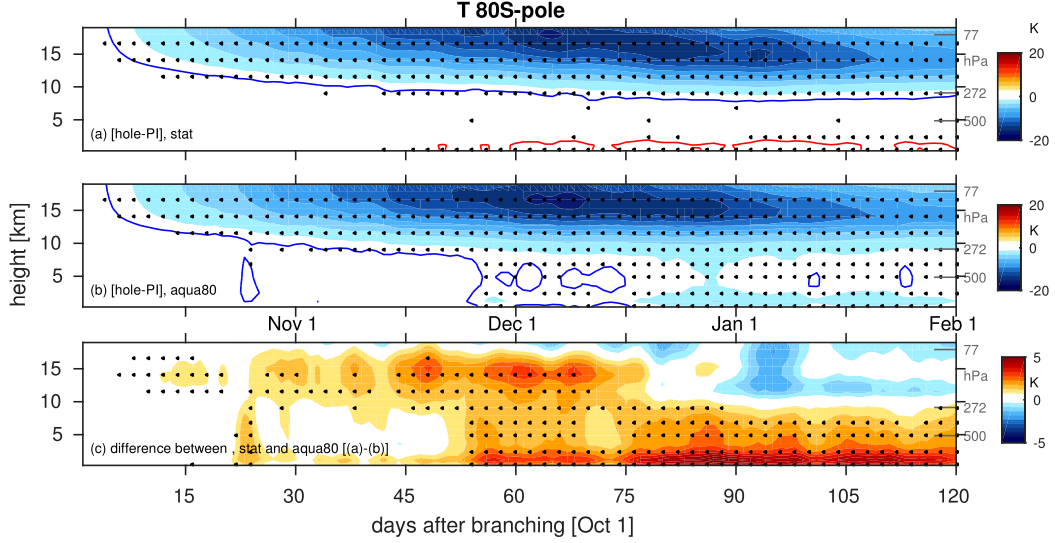 T 80S-pole
15
10
5
77
hPa
272
500
K
20
0
-20
(a) [hole-PI], stat
15
10
5
77
hPa
272
500
20
K
0
-20
(b) [hole-PI], aqua80
height [km]
Nov 1
Dec 1
Jan 1
Feb 1
15
10
5
77
hPa
272
500
5
K
0
-5
(c) difference between , stat and aqua80 [(a)-(b)]
15
30
45
60
75
90
105
120
days after branching [Oct 1]